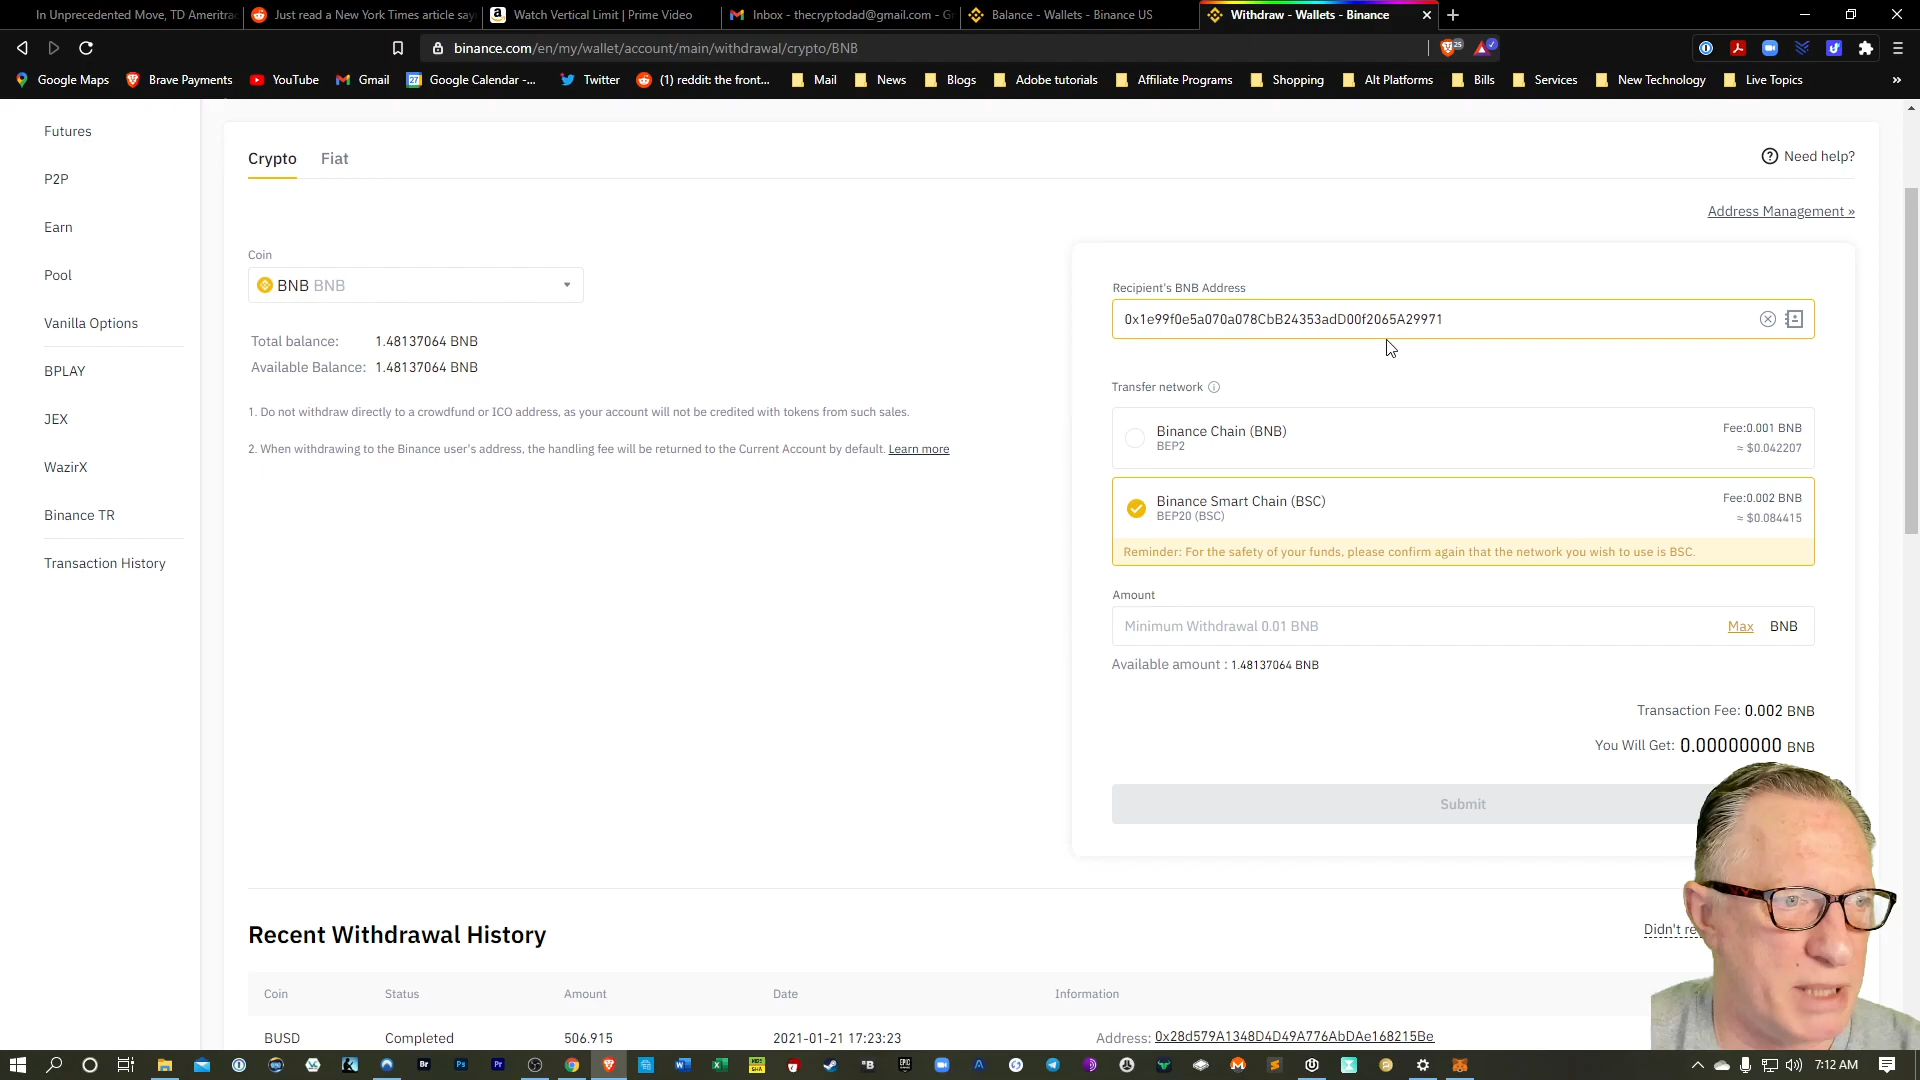 In Unprecedented Move, TD Ameritra
Just read a New York Times article say
Watch Vertical Limit | Prime Video
Inbox - thecryptodad@gmail.com - G
Balance - Wallets - Binance US
Withdraw - Wallets - Binance
binance.com/en/my/wallet/account/main/withdrawal/crypto/BNB
25
Google Maps
Brave Payments
YouTube
Gmail
27
Google Calendar -...
Twitter
(1) reddit: the front...
Mail
News
Blogs
Adobe tutorials
Affiliate Programs
Shopping
Alt Platforms
Bills
Services
New Technology
Live Topics
»
Futures
P2P
Earn
Pool
Vanilla Options
BPLAY
JEX
WazirX
Binance TR
Transaction History
Crypto
Fiat
Need help?
Address Management »
Coin
BNB BNB
Total balance: 1.48137064 BNB
Available Balance: 1.48137064 BNB
1. Do not withdraw directly to a crowdfund or ICO address, as your account will not be credited with tokens from such sales.
2. When withdrawing to the Binance user's address, the handling fee will be returned to the Current Account by default. Learn more
Recipient's BNB Address
0x1e99f0e5a070a078CbB24353adD00f2065A29971
Transfer network
Binance Chain (BNB)
BEP2
Fee:0.001 BNB
≈ $0.042207
Binance Smart Chain (BSC)
BEP20 (BSC)
Fee:0.002 BNB
≈ $0.084415
Reminder: For the safety of your funds, please confirm again that the network you wish to use is BSC.
Amount
Minimum Withdrawal 0.01 BNB
Max BNB
Available amount : 1.48137064 BNB
Transaction Fee: 0.002 BNB
You Will Get: 0.00000000 BNB
Submit
Recent Withdrawal History
Didn't re
Coin Status Amount Date Information
BUSD Completed 506.915 2021-01-21 17:23:23 Address: 0x28d579A1348D4D49A776AbDAe168215Be
Br
Ps
Pr
7:12 AM